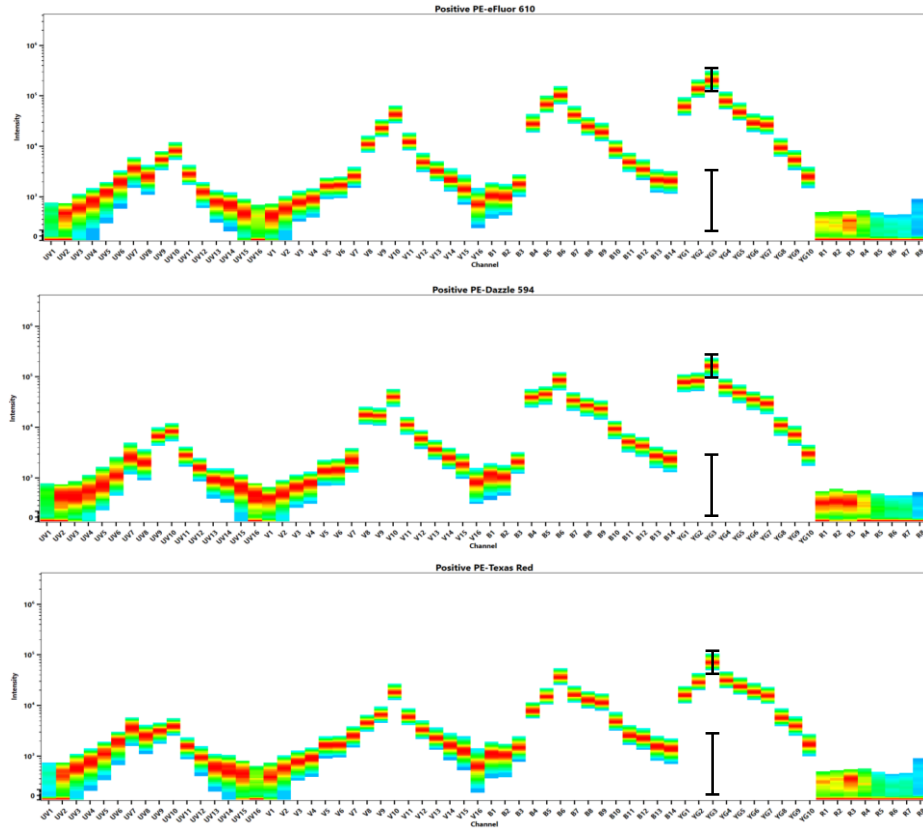 Positive PE-eFluor 610
10⁶
10⁵
10⁴
10³
0
Intensity
UV1 UV2 UV3 UV4 UV5 UV6 UV7 UV8 UV9 UV10 UV11 UV12 UV13 UV14 UV15 UV16 V1 V2 V3 V4 V5 V6 V7 V8 V9 V10 V11 V12 V13 V14 V15 V16 B1 B2 B3 B4 B5 B6 B7 B8 B9 B10 B11 B12 B13 B14 YG1 YG2 YG3 YG4 YG5 YG6 YG7 YG8 YG9 YG10 R1 R2 R3 R4 R5 R6 R7 R8
Channel
Positive PE-Dazzle 594
10⁶
10⁵
10⁴
10³
0
Intensity
UV1 UV2 UV3 UV4 UV5 UV6 UV7 UV8 UV9 UV10 UV11 UV12 UV13 UV14 UV15 UV16 V1 V2 V3 V4 V5 V6 V7 V8 V9 V10 V11 V12 V13 V14 V15 V16 B1 B2 B3 B4 B5 B6 B7 B8 B9 B10 B11 B12 B13 B14 YG1 YG2 YG3 YG4 YG5 YG6 YG7 YG8 YG9 YG10 R1 R2 R3 R4 R5 R6 R7 R8
Channel
Positive PE-Texas Red
10⁶
10⁵
10⁴
10³
0
Intensity
UV1 UV2 UV3 UV4 UV5 UV6 UV7 UV8 UV9 UV10 UV11 UV12 UV13 UV14 UV15 UV16 V1 V2 V3 V4 V5 V6 V7 V8 V9 V10 V11 V12 V13 V14 V15 V16 B1 B2 B3 B4 B5 B6 B7 B8 B9 B10 B11 B12 B13 B14 YG1 YG2 YG3 YG4 YG5 YG6 YG7 YG8 YG9 YG10 R1 R2 R3 R4 R5 R6 R7 R8
Channel